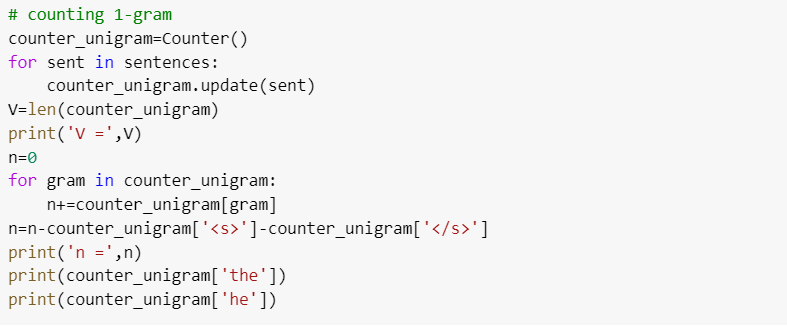 # counting 1-gram
counter_unigram=Counter()
for sent in sentences:
    counter_unigram.update(sent)
V=len(counter_unigram)
print('V =',V)
n=0
for gram in counter_unigram:
    n+=counter_unigram[gram]
n=n-counter_unigram['<s>']-counter_unigram['</s>']
print('n =',n)
print(counter_unigram['the'])
print(counter_unigram['he'])